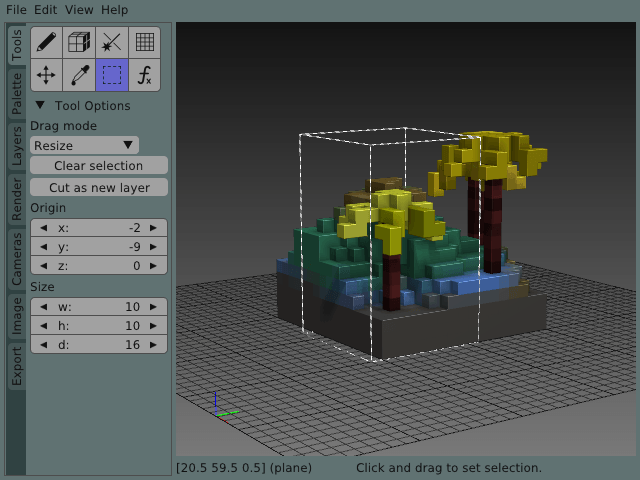 File Edit View Help
Tools
Palette
Layers
Render
Cameras
Image
Export
fx
Tool Options
Drag mode
Resize
Clear selection
Cut as new layer
Origin
x: -2
y: -9
z: 0
Size
w: 10
h: 10
d: 16
[20.5 59.5 0.5] (plane) Click and drag to set selection.